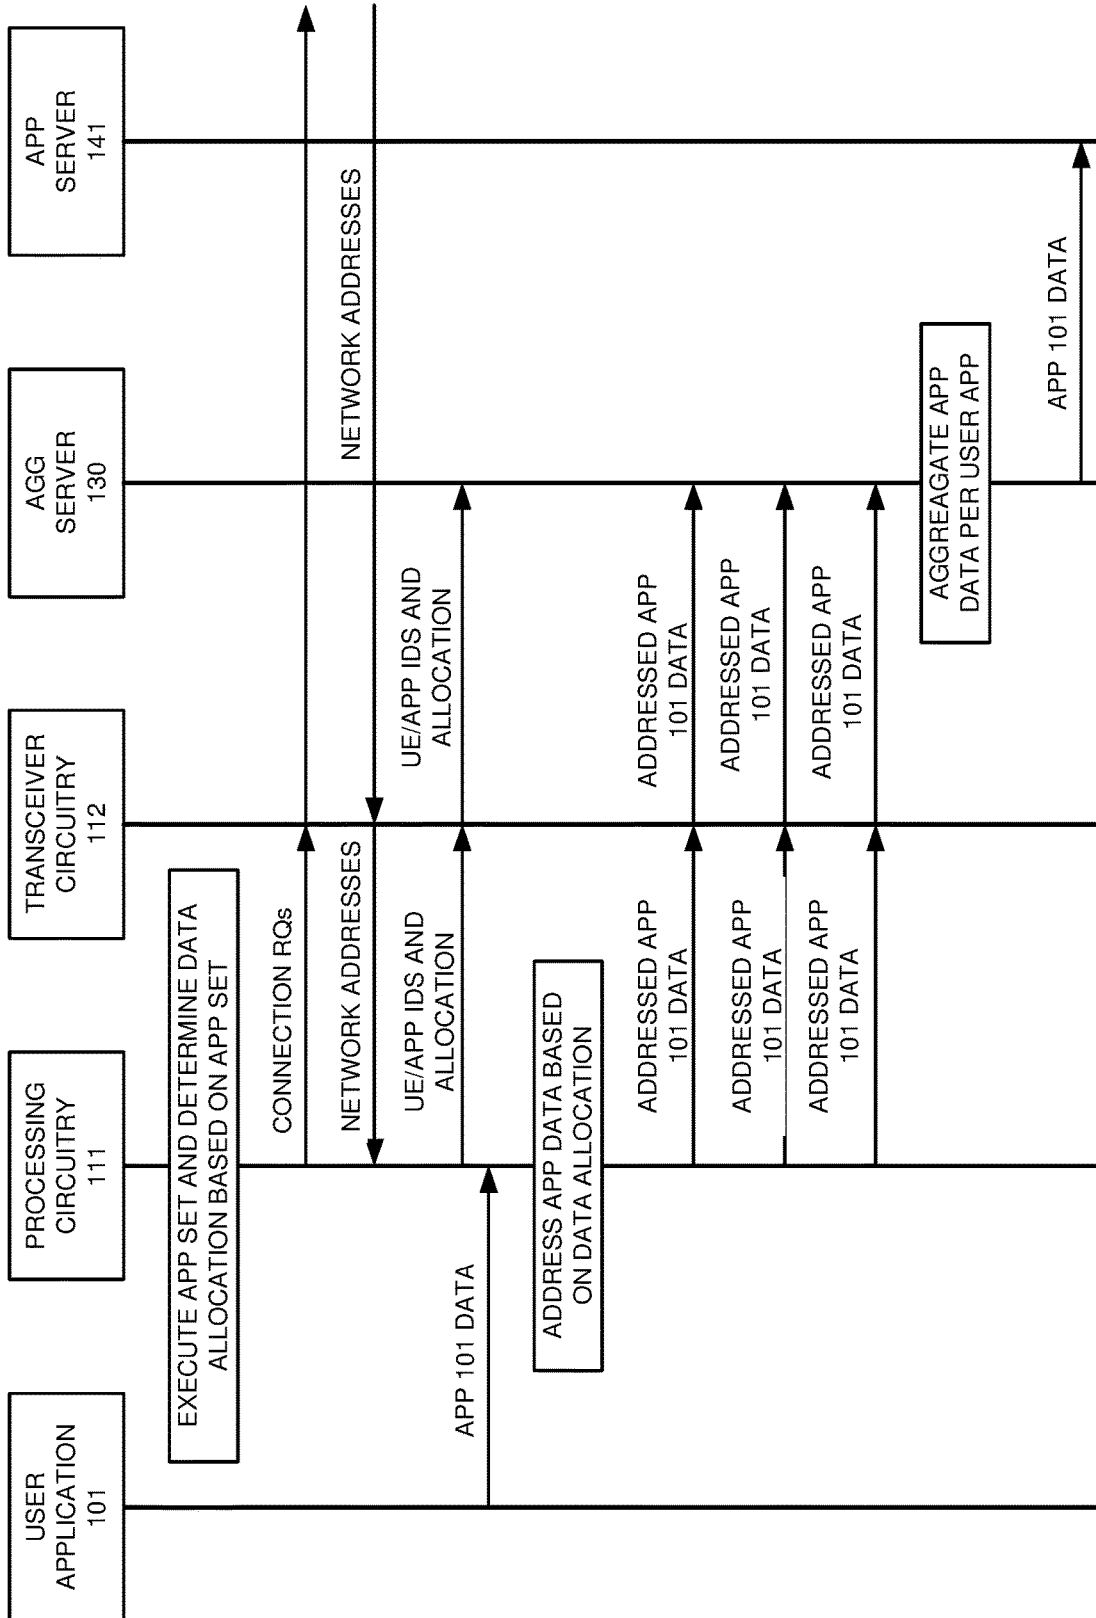 USER
APPLICATION
101
PROCESSING
CIRCUITRY
111
TRANSCEIVER
CIRCUITRY
112
AGG
SERVER
130
APP
SERVER
141
EXECUTE APP SET AND DETERMINE DATA
ALLOCATION BASED ON APP SET
CONNECTION RQs
NETWORK ADDRESSES
NETWORK ADDRESSES
UE/APP IDS AND
ALLOCATION
UE/APP IDS AND
ALLOCATION
APP 101 DATA
ADDRESS APP DATA BASED
ON DATA ALLOCATION
ADDRESSED APP
101 DATA
ADDRESSED APP
101 DATA
ADDRESSED APP
101 DATA
ADDRESSED APP
101 DATA
ADDRESSED APP
101 DATA
ADDRESSED APP
101 DATA
AGGREAGATE APP
DATA PER USER APP
APP 101 DATA